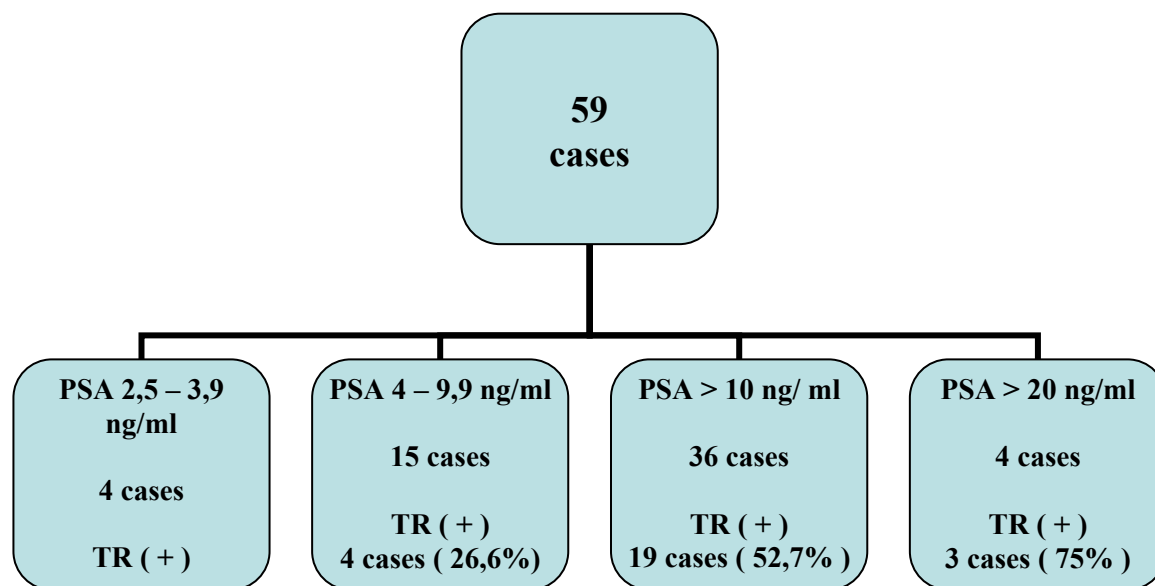 59
cases
PSA 2,5 – 3,9
ng/ml
4 cases
TR ( + )
PSA 4 – 9,9 ng/ml
15 cases
TR ( + )
4 cases ( 26,6%)
PSA > 10 ng/ ml
36 cases
TR ( + )
19 cases ( 52,7% )
PSA > 20 ng/ml
4 cases
TR ( + )
3 cases ( 75% )